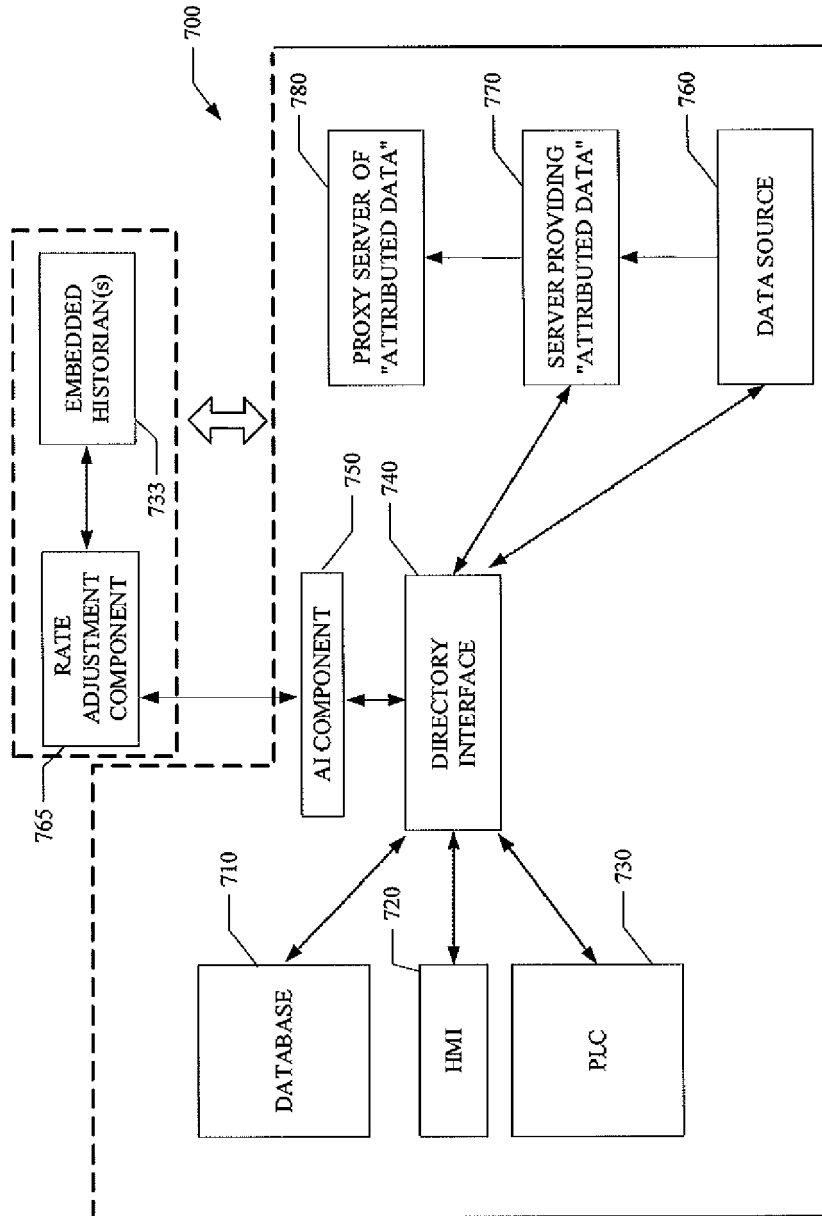 700
EMBEDDED
HISTORIAN(s)
733
RATE
ADJUSTMENT
COMPONENT
765
780
PROXY SERVER OF
"ATTRIBUTED DATA"
770
SERVER PROVIDING
"ATTRIBUTED DATA"
760
DATA SOURCE
750
AI COMPONENT
740
DIRECTORY
INTERFACE
710
DATABASE
720
HMI
730
PLC